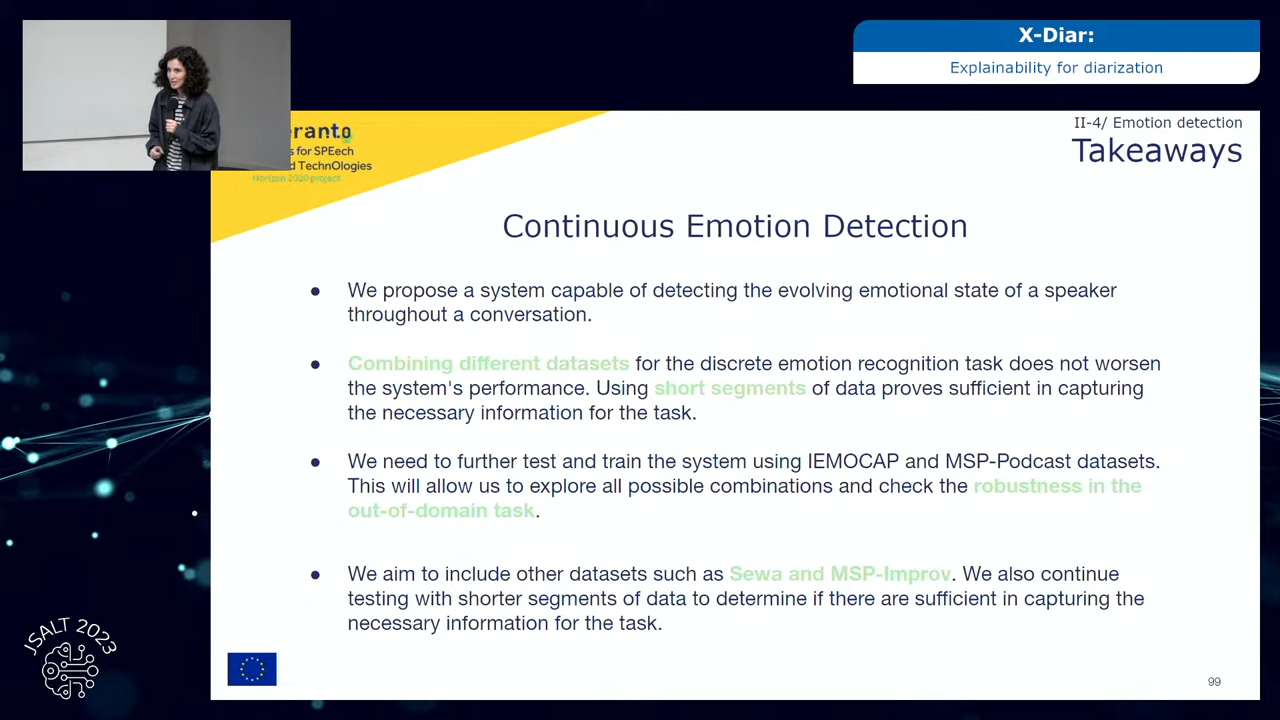 X-Diar:
Explainability for diarization
eranto
s for SPEech
d TechnOlogies
Horizon 2020 project
II-4/ Emotion detection
Takeaways
Continuous Emotion Detection
● We propose a system capable of detecting the evolving emotional state of a speaker
throughout a conversation.
● Combining different datasets for the discrete emotion recognition task does not worsen
the system's performance. Using short segments of data proves sufficient in capturing
the necessary information for the task.
● We need to further test and train the system using IEMOCAP and MSP-Podcast datasets.
This will allow us to explore all possible combinations and check the robustness in the
out-of-domain task.
● We aim to include other datasets such as Sewa and MSP-Improv. We also continue
testing with shorter segments of data to determine if there are sufficient in capturing the
necessary information for the task.
JSALT 2023
99